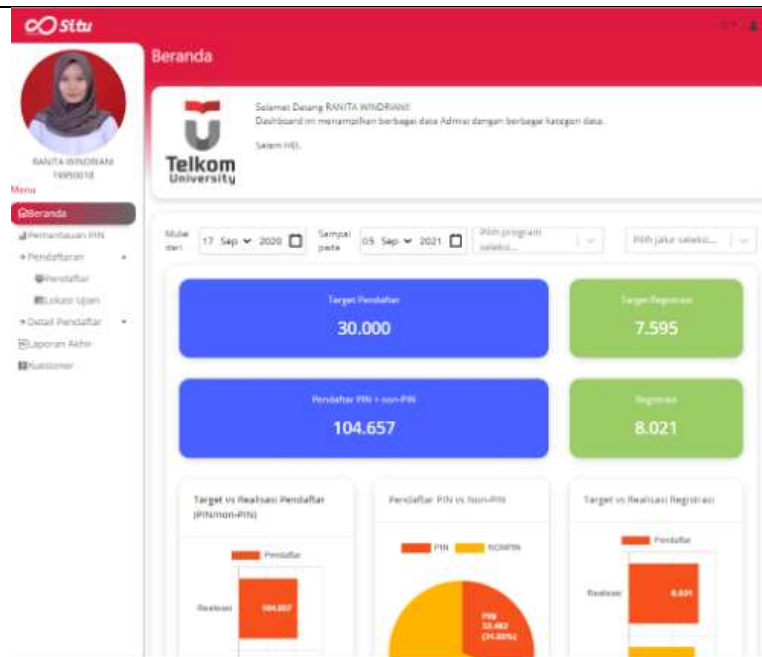 Situ
Beranda
Selamat Datang RANITA WINDRIANI!
Dashboard ini menampilkan berbagai data Admisi dengan berbagai kategori data.
Salam HEI.
Telkom
University
RANITA WINDRIANI
Menu
Beranda
Pemantauan PIN
Pendaftaran
Pendaftar
Lokasi Ujian
Detail Pendaftar
Laporan Akhir
Kuesioner
Mulai dari
17 Sep 2020
Sampai pada
05 Sep 2021
Pilih program seleksi...
Pilih jalur seleksi...
Target Pendaftar
30.000
Target Registrasi
7.595
Pendaftar PIN + non-PIN
104.657
Registrasi
8.021
Target vs Realisasi Pendaftar
(PIN/non-PIN)
Pendaftar
Realisasi
104.657
Pendaftar PIN vs Non-PIN
PIN
NONPIN
PIN
Target vs Realisasi Registrasi
Pendaftar
Realisasi
8.021